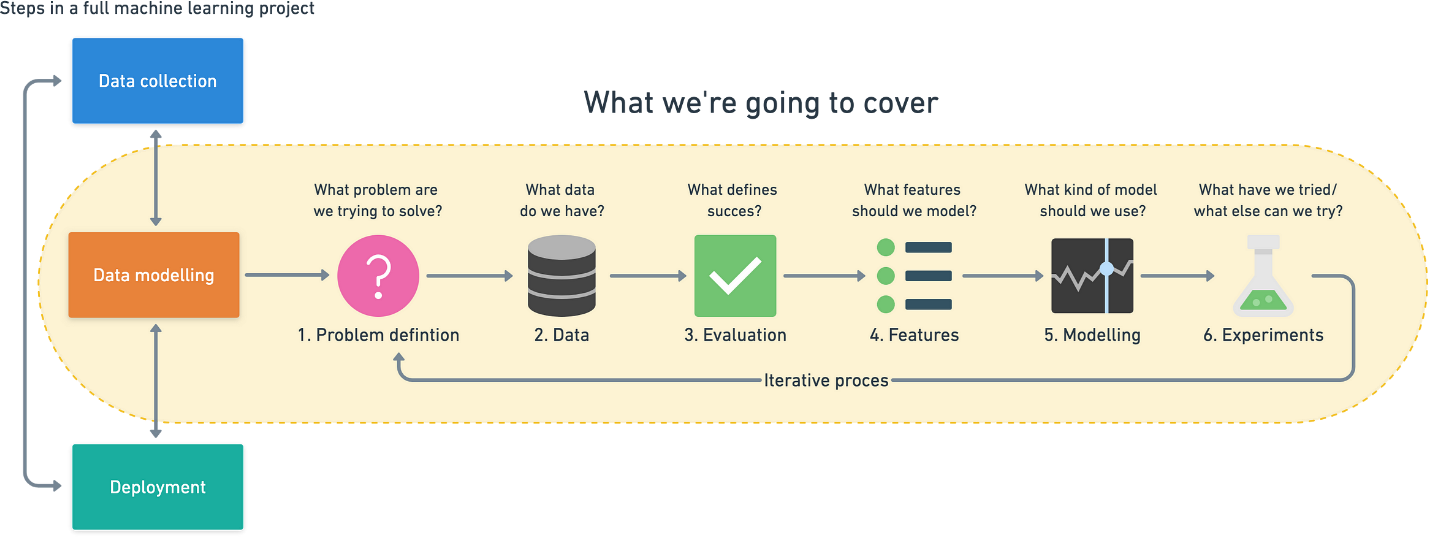 Steps in a full machine learning project
Data collection
What we're going to cover
What problem are
we trying to solve?
What data
do we have?
What defines
succes?
What features
should we model?
What kind of model
should we use?
What have we tried/
what else can we try?
Data modelling
1. Problem defintion
2. Data
3. Evaluation
4. Features
5. Modelling
6. Experiments
Iterative proces
Deployment